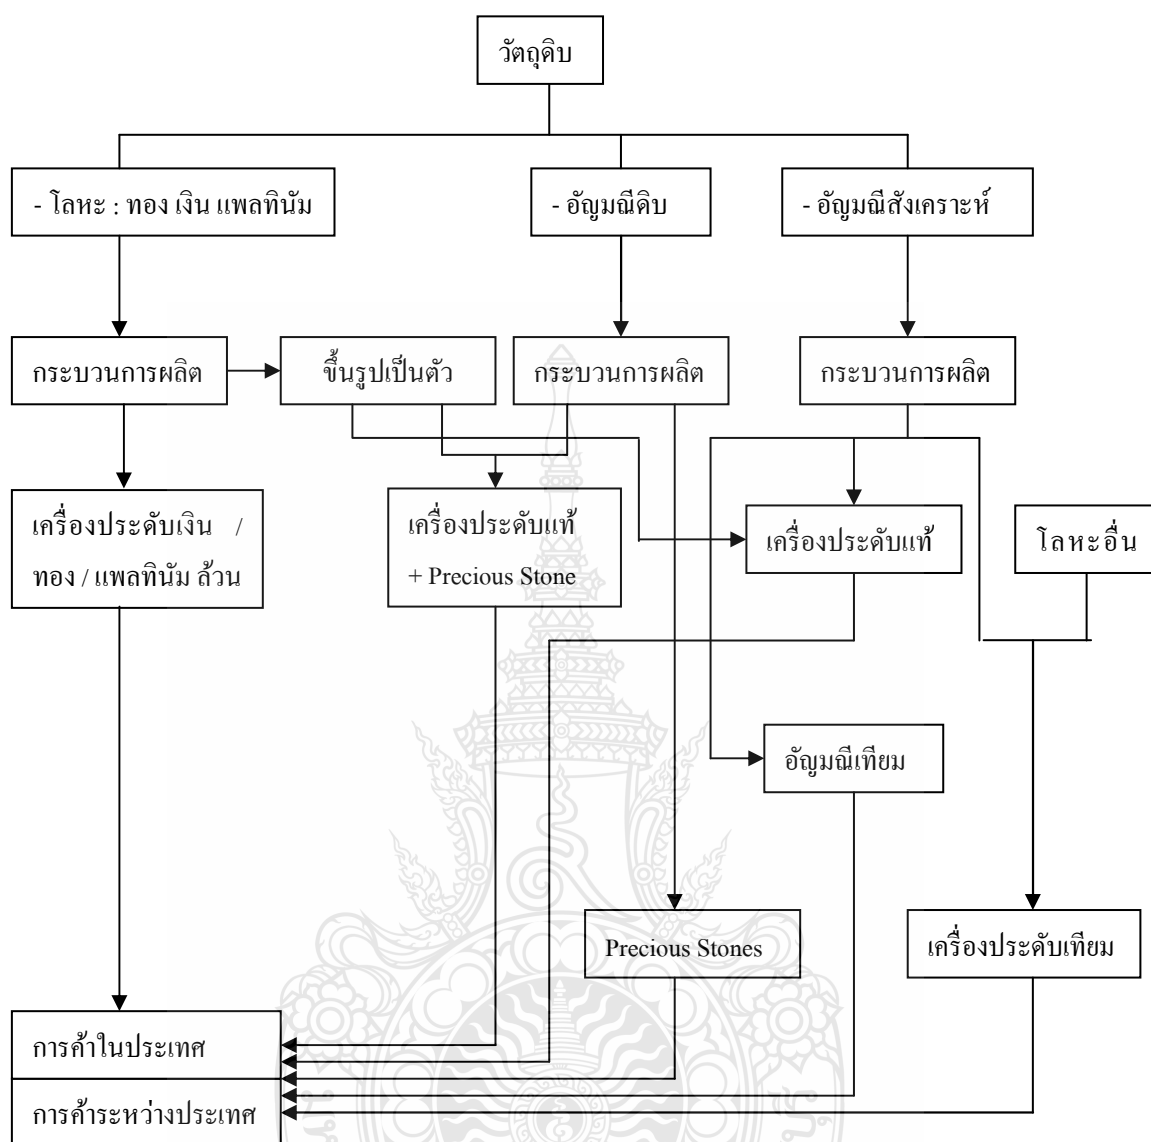 วัตถุดิบ
- โลหะ : ทอง เงิน แพลทินัม
- อัญมณีดิบ
- อัญมณีสังเคราะห์
กระบวนการผลิต
ขึ้นรูปเป็นตัว
กระบวนการผลิต
กระบวนการผลิต
เครื่องประดับเงิน /
ทอง / แพลทินัม ล้วน
เครื่องประดับแท้
+ Precious Stone
เครื่องประดับแท้
โลหะอื่น
อัญมณีเทียม
Precious Stones
เครื่องประดับเทียม
การค้าในประเทศ
การค้าระหว่างประเทศ